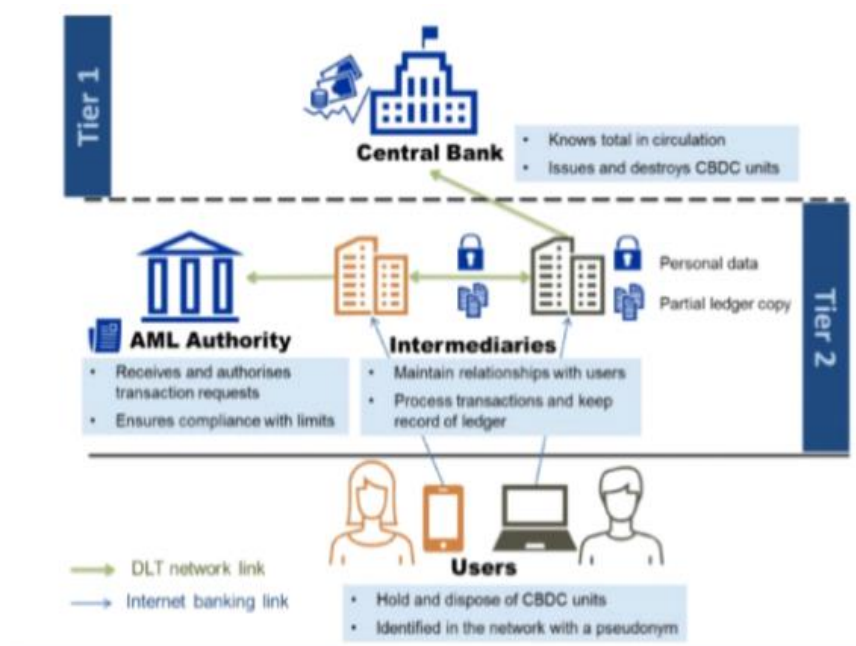 Tier 1
Central Bank
• Knows total in circulation
• Issues and destroys CBDC units
Tier 2
Personal data
Partial ledger copy
AML Authority
• Receives and authorises
transaction requests
• Ensures compliance with limits
Intermediaries
• Maintain relationships with users
• Process transactions and keep
record of ledger
Users
• Hold and dispose of CBDC units
• Identified in the network with a pseudonym
DLT network link
Internet banking link